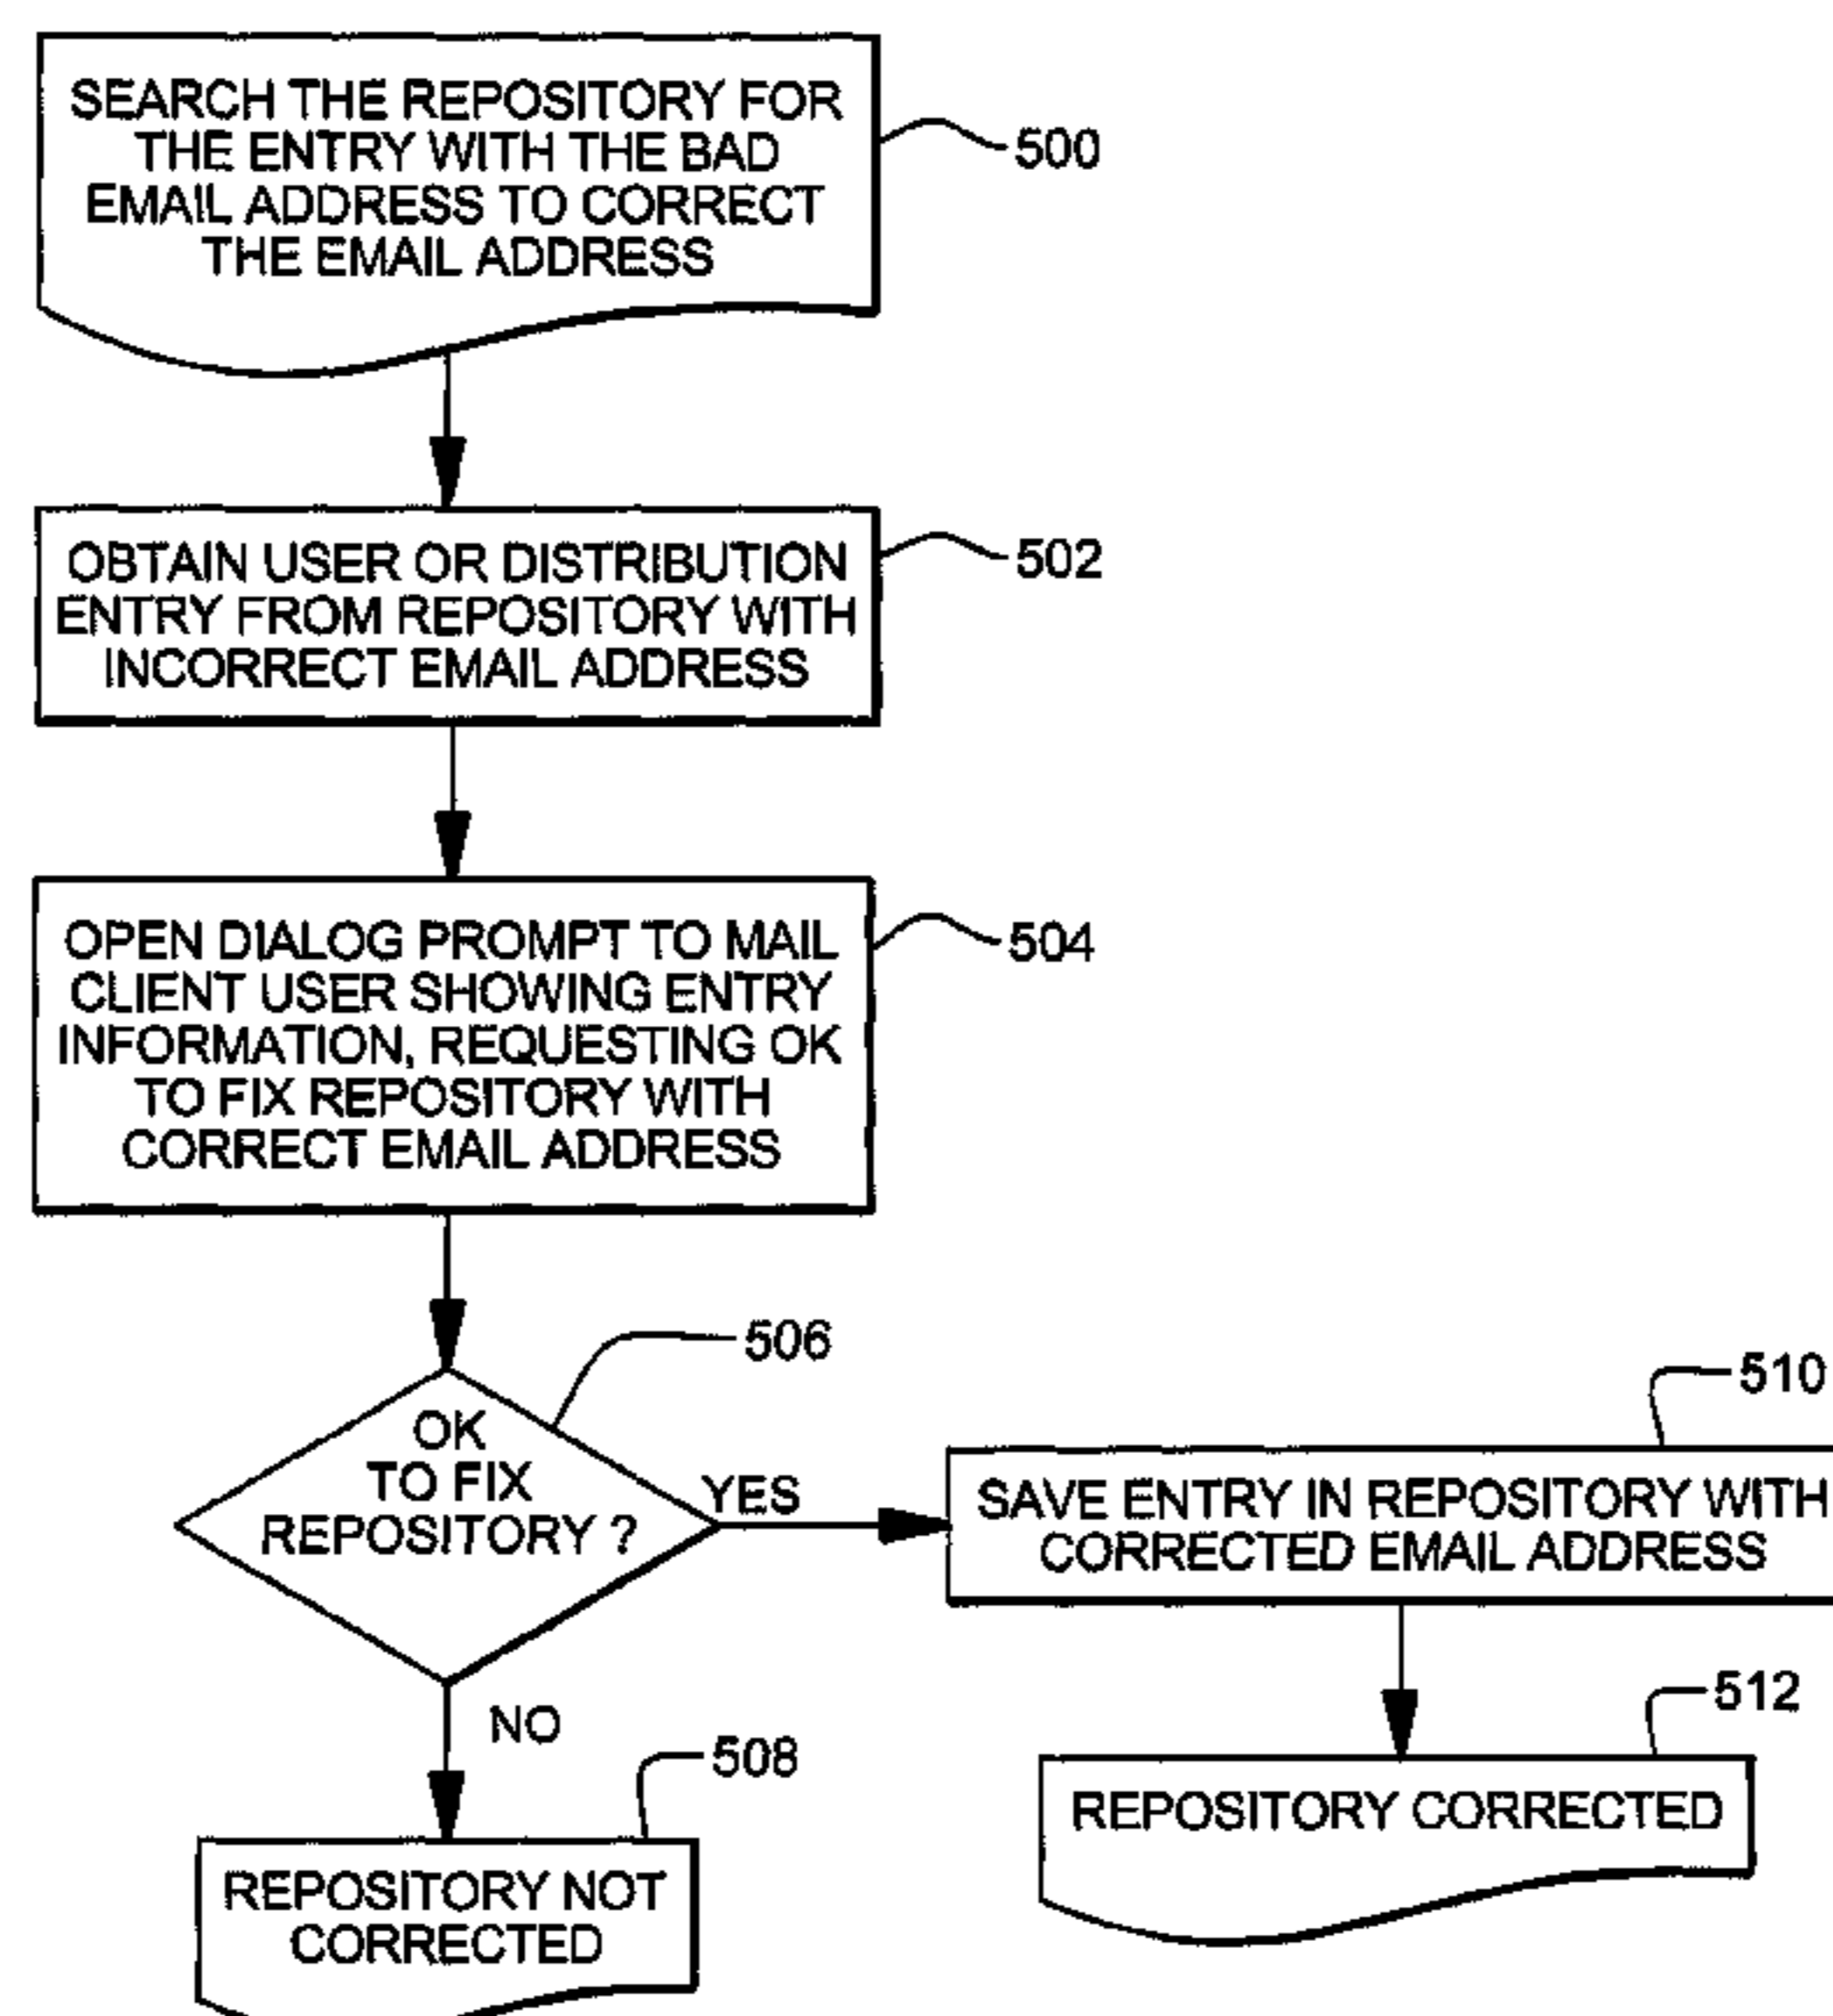 SEARCH THE REPOSITORY FOR
THE ENTRY WITH THE BAD
EMAIL ADDRESS TO CORRECT
THE EMAIL ADDRESS
500
OBTAIN USER OR DISTRIBUTION
ENTRY FROM REPOSITORY WITH
INCORRECT EMAIL ADDRESS
502
OPEN DIALOG PROMPT TO MAIL
CLIENT USER SHOWING ENTRY
INFORMATION, REQUESTING OK
TO FIX REPOSITORY WITH
CORRECT EMAIL ADDRESS
504
OK
TO FIX
REPOSITORY ?
506
YES
NO
510
SAVE ENTRY IN REPOSITORY WITH
CORRECTED EMAIL ADDRESS
512
REPOSITORY CORRECTED
508
REPOSITORY NOT
CORRECTED